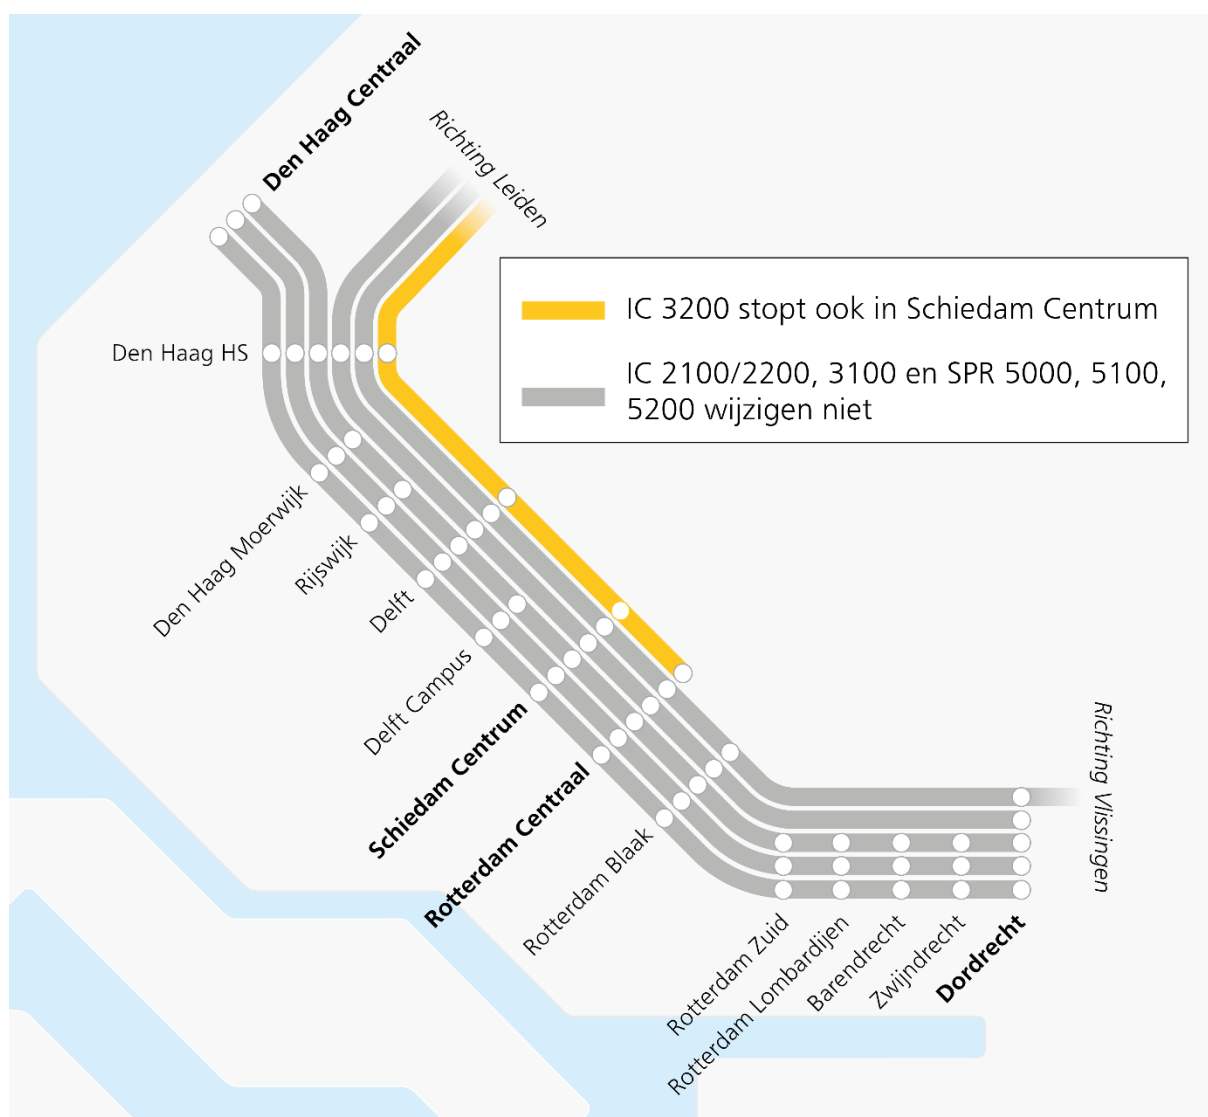 Den Haag Centraal
Richting Leiden
IC 3200 stopt ook in Schiedam Centrum
IC 2100/2200, 3100 en SPR 5000, 5100,
5200 wijzigen niet
Den Haag HS
Den Haag Moerwijk
Rijswijk
Delft
Delft Campus
Schiedam Centrum
Rotterdam Centraal
Rotterdam Blaak
Rotterdam Zuid
Rotterdam Lombardijen
Barendrecht
Zwijndrecht
Dordrecht
Richting Vlissingen